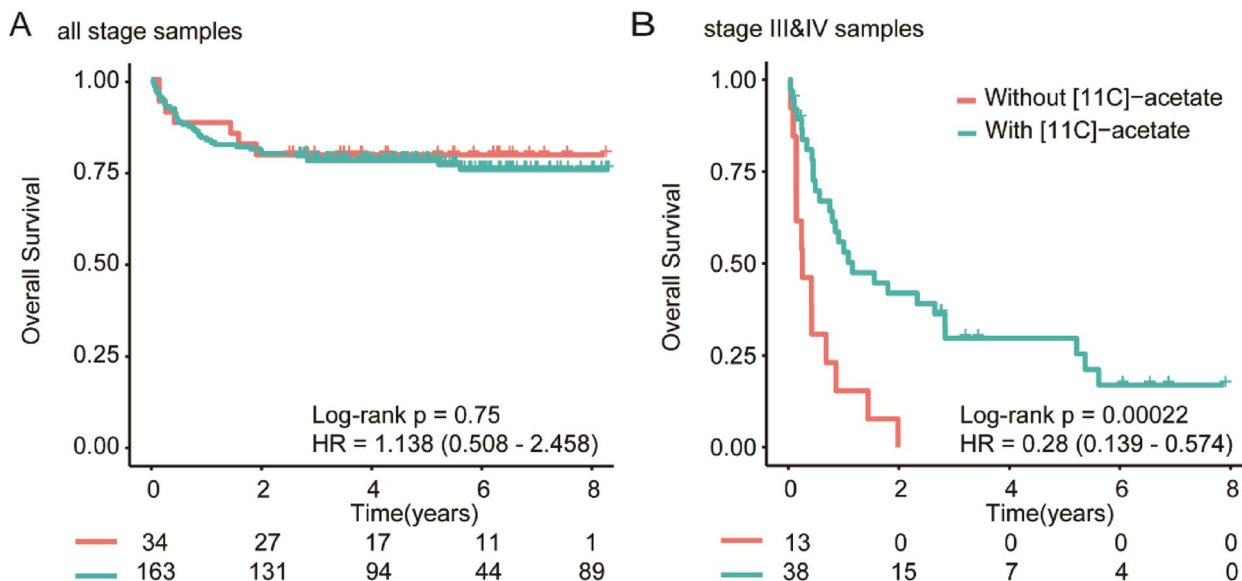 A all stage samples
1.00
0.75
0.50
0.25
0.00
Overall Survival
Log-rank p = 0.75
HR = 1.138 (0.508 - 2.458)
0 2 4 6 8
Time(years)
34 27 17 11 1
163 131 94 44 89
B stage III&IV samples
1.00
0.75
0.50
0.25
0.00
Overall Survival
Without [11C]-acetate
With [11C]-acetate
Log-rank p = 0.00022
HR = 0.28 (0.139 - 0.574)
0 2 4 6 8
Time(years)
13 0 0 0 0
38 15 7 4 0